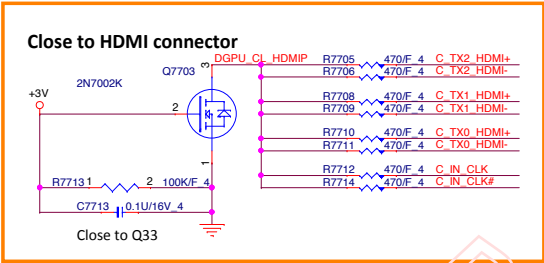 Close to HDMI connector
DGPU_CL_HDMIP
R7705 470/F_4 C_TX2_HDMI+
R7706 470/F_4 C_TX2_HDMI-
2N7002K
Q7703
3
+3V
2
R7708 470/F_4 C_TX1_HDMI+
R7709 470/F_4 C_TX1_HDMI-
R7710 470/F_4 C_TX0_HDMI+
R7711 470/F_4 C_TX0_HDMI-
1
R7712 470/F_4 C_IN_CLK
R7714 470/F_4 C_IN_CLK#
R7713 1 2 100K/F_4
C7713 0.1U/16V_4
Close to Q33